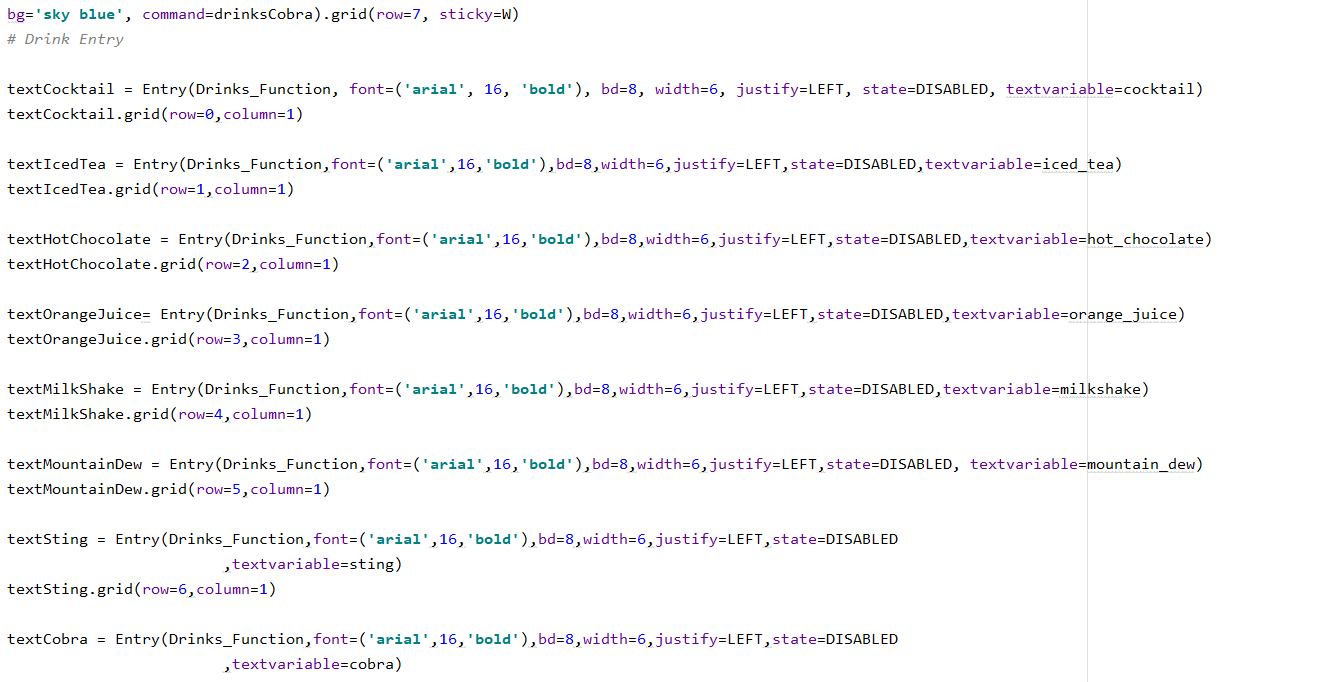 bg='sky blue', command=drinksCobra).grid(row=7, sticky=W)
# Drink Entry
textCocktail = Entry(Drinks_Function, font=('arial', 16, 'bold'), bd=8, width=6, justify=LEFT, state=DISABLED, textvariable=cocktail)
textCocktail.grid(row=0,column=1)
textIcedTea = Entry(Drinks_Function,font=('arial',16,'bold'),bd=8,width=6,justify=LEFT,state=DISABLED,textvariable=iced_tea)
textIcedTea.grid(row=1,column=1)
textHotChocolate = Entry(Drinks_Function,font=('arial',16,'bold'),bd=8,width=6,justify=LEFT,state=DISABLED,textvariable=hot_chocolate)
textHotChocolate.grid(row=2,column=1)
textOrangeJuice= Entry(Drinks_Function,font=('arial',16,'bold'),bd=8,width=6,justify=LEFT,state=DISABLED,textvariable=orange_juice)
textOrangeJuice.grid(row=3,column=1)
textMilkShake = Entry(Drinks_Function,font=('arial',16,'bold'),bd=8,width=6,justify=LEFT,state=DISABLED,textvariable=milkshake)
textMilkShake.grid(row=4,column=1)
textMountainDew = Entry(Drinks_Function,font=('arial',16,'bold'),bd=8,width=6,justify=LEFT,state=DISABLED, textvariable=mountain_dew)
textMountainDew.grid(row=5,column=1)
textSting = Entry(Drinks_Function,font=('arial',16,'bold'),bd=8,width=6,justify=LEFT,state=DISABLED
,textvariable=sting)
textSting.grid(row=6,column=1)
textCobra = Entry(Drinks_Function,font=('arial',16,'bold'),bd=8,width=6,justify=LEFT,state=DISABLED
,textvariable=cobra)